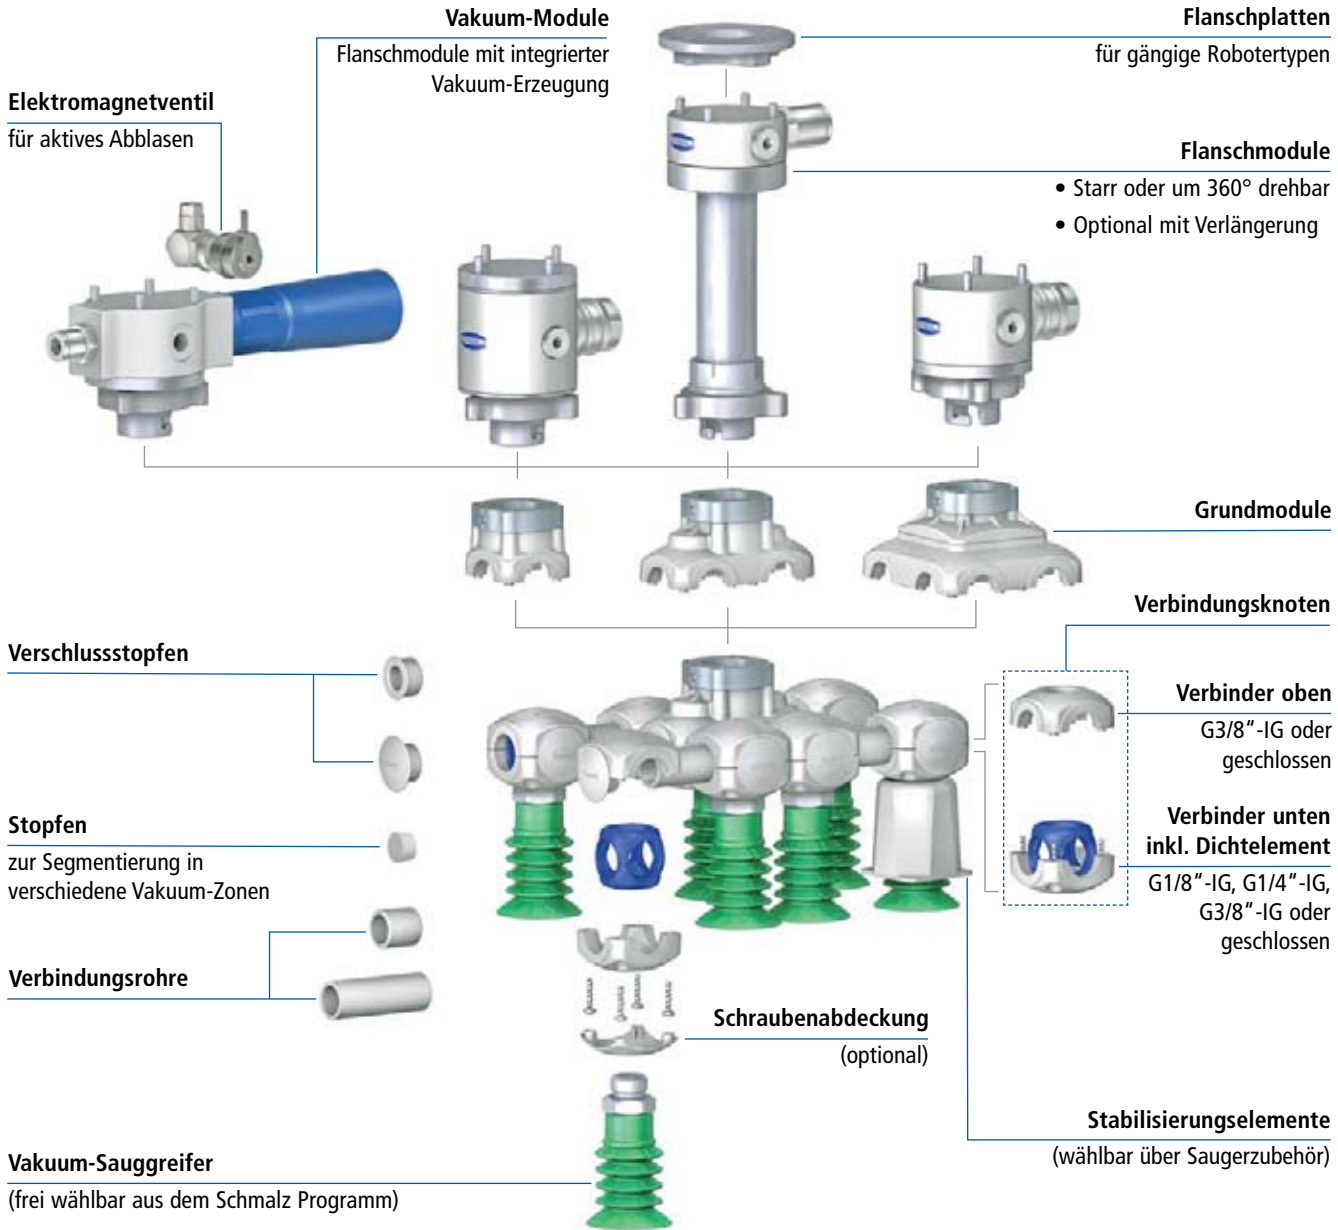 Vakuum-Module
Flanschmodule mit integrierter
Vakuum-Erzeugung
Flanschplatten
für gängige Robotertypen
Elektromagnetventil
für aktives Abblasen
Flanschmodule
• Starr oder um 360° drehbar
• Optional mit Verlängerung
Grundmodule
Verbindungsknoten
Verschlussstopfen
Verbinder oben
G3/8“-IG oder
geschlossen
Stopfen
zur Segmentierung in
verschiedene Vakuum-Zonen
Verbinder unten
inkl. Dichtelement
G1/8“-IG, G1/4“-IG,
G3/8“-IG oder
geschlossen
Verbindungsrohre
Schraubenabdeckung
(optional)
Stabilisierungselemente
(wählbar über Saugerzubehör)
Vakuum-Sauggreifer
(frei wählbar aus dem Schmalz Programm)